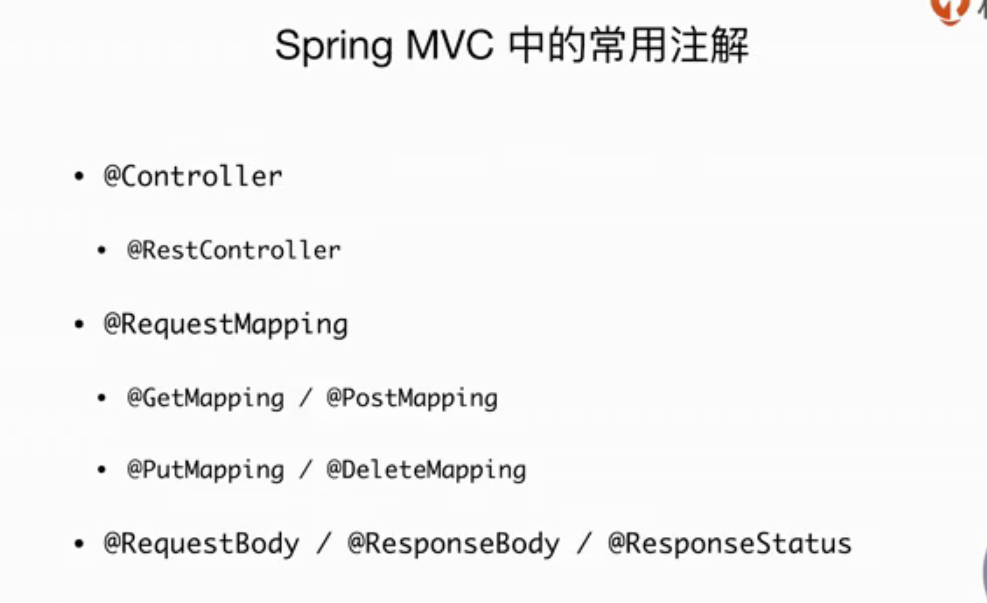 Spring MVC 中的常用注解
• @Controller
• @RestController
• @RequestMapping
• @GetMapping / @PostMapping
• @PutMapping / @DeleteMapping
• @RequestBody / @ResponseBody / @ResponseStatus